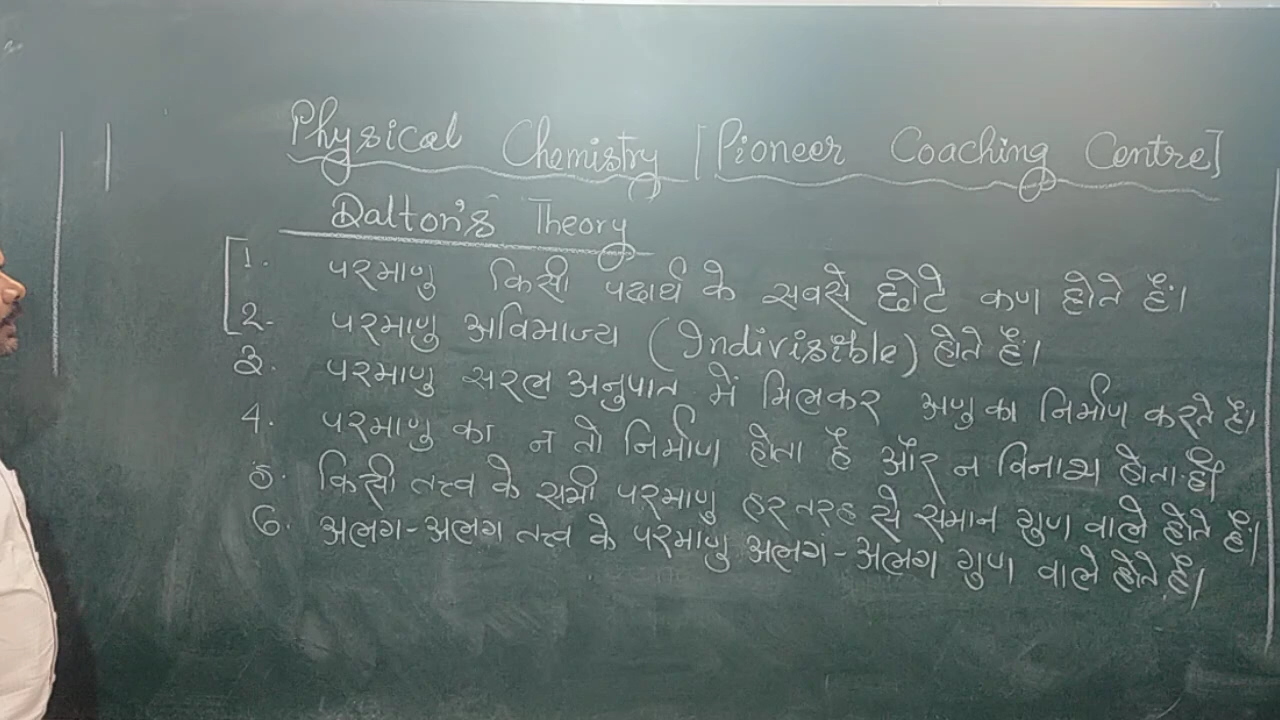 Physical Chemistry [Pioneer Coaching Centre]
Dalton's Theory
1. परमाणु किसी पदार्थ के सबसे छोटे कण होते हैं।
2. परमाणु अविभाज्य (Indivisible) होते हैं।
3. परमाणु सरल अनुपात में मिलकर अणु का निर्माण करते हैं।
4. परमाणु का न तो निर्माण होता है और न विनाश होता है।
5. किसी तत्व के सभी परमाणु हर तरह से समान गुण वाले होते हैं।
6. अलग-अलग तत्व के परमाणु अलग-अलग गुण वाले होते हैं।